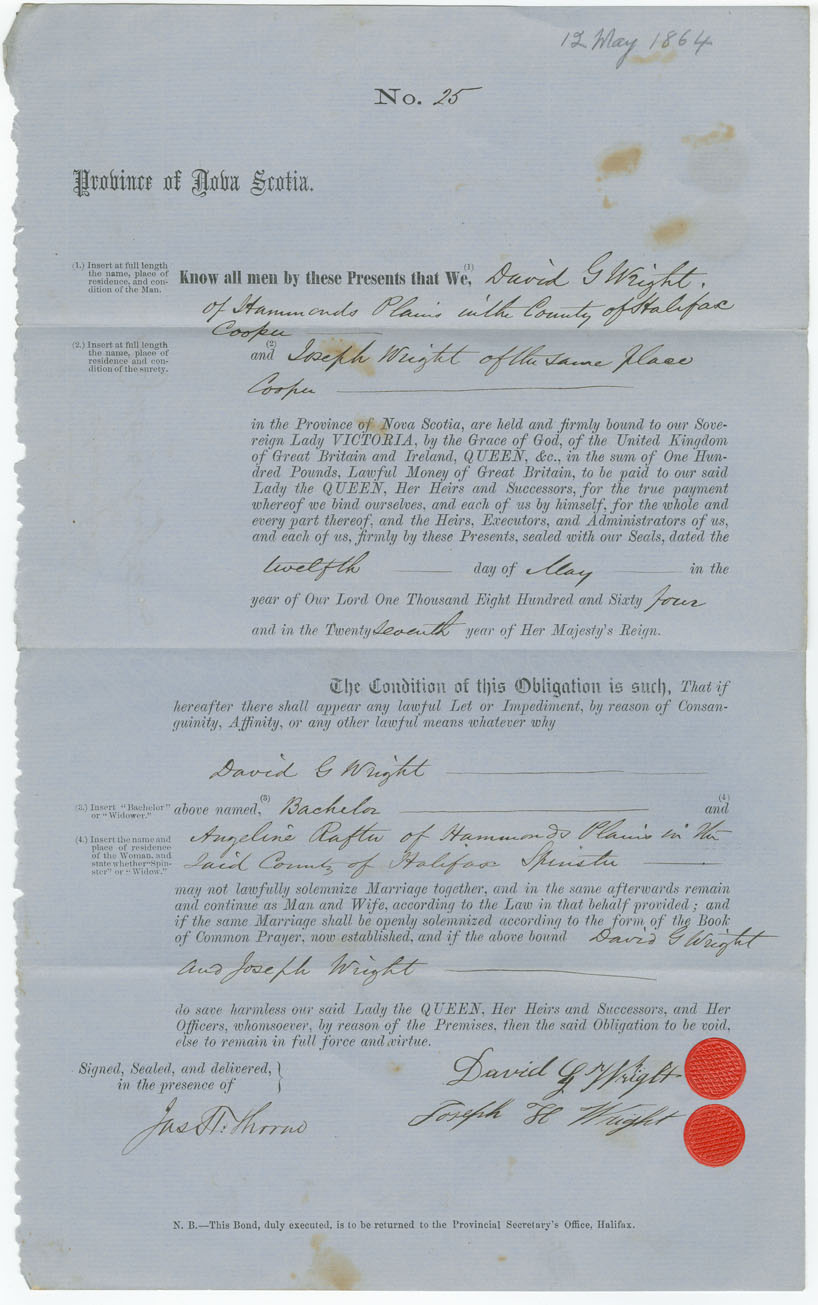 12 May 1864
No. 25
Province of Nova Scotia.
(1.) Insert at full length
the name, place of
residence, and con-
dition of the Man.
Know all men by these Presents that We, (1) David G Wright.
of Hammonds Plains in the County of Halifax
Cooper
(2.) Insert at full length
the name, place of
residence and con-
dition of the surety.
and (2) Joseph Wright of the same place
Cooper
in the Province of Nova Scotia, are held and firmly bound to our Sove-
reign Lady VICTORIA, by the Grace of God, of the United Kingdom
of Great Britain and Ireland, QUEEN, &c., in the sum of One Hun-
dred Pounds, Lawful Money of Great Britain, to be paid to our said
Lady the QUEEN, Her Heirs and Successors, for the true payment
whereof we bind ourselves, and each of us by himself, for the whole and
every part thereof, and the Heirs, Executors, and Administrators of us,
and each of us, firmly by these Presents, sealed with our Seals, dated the
twelfth day of May in the
year of Our Lord One Thousand Eight Hundred and Sixty four
and in the Twenty seventh year of Her Majesty's Reign.
The Condition of this Obligation is such, That if
hereafter there shall appear any lawful Let or Impediment, by reason of Consan-
guinity, Affinity, or any other lawful means whatever why
David G Wright
(3.) Insert "Bachelor"
or "Widower."
above named, (3) Bachelor and (4)
(4.) Insert the name and
place of residence
of the Woman, and
state whether "Spin-
ster" or "Widow."
Angeline Rafter of Hammonds Plains in the
said County of Halifax Spinster
may not lawfully solemnize Marriage together, and in the same afterwards remain
and continue as Man and Wife, according to the Law in that behalf provided; and
if the same Marriage shall be openly solemnized according to the form of the Book
of Common Prayer, now established, and if the above bound David G Wright
and Joseph Wright
do save harmless our said Lady the QUEEN, Her Heirs and Successors, and Her
Officers, whomsoever, by reason of the Premises, then the said Obligation to be void,
else to remain in full force and virtue.
Signed, Sealed, and delivered,
in the presence of
David G Wright
Joseph H Wright
Jas. T. Thorne
N. B.—This Bond, duly executed, is to be returned to the Provincial Secretary's Office, Halifax.